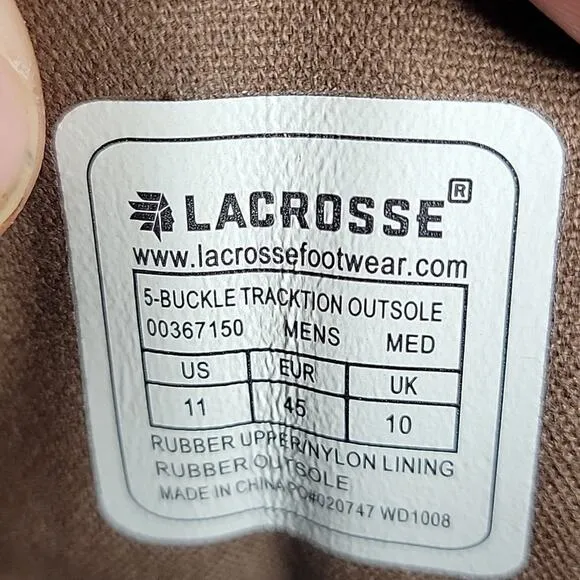 LACROSSE ®
www.lacrossefootwear.com
5-BUCKLE TRACKTION OUTSOLE
00367150 MENS MED
US EUR UK
11 45 10
RUBBER UPPER/NYLON LINING
RUBBER OUTSOLE
MADE IN CHINA PO#020747 WD1008